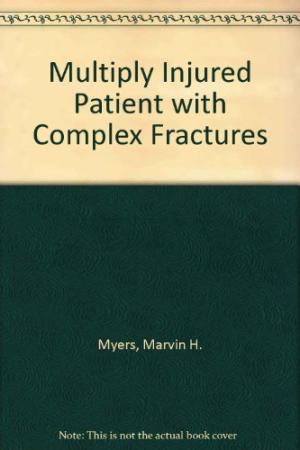 Multiply Injured
Patient with
Complex Fractures
Myers, Marvin H.
Note: This is not the actual book cover